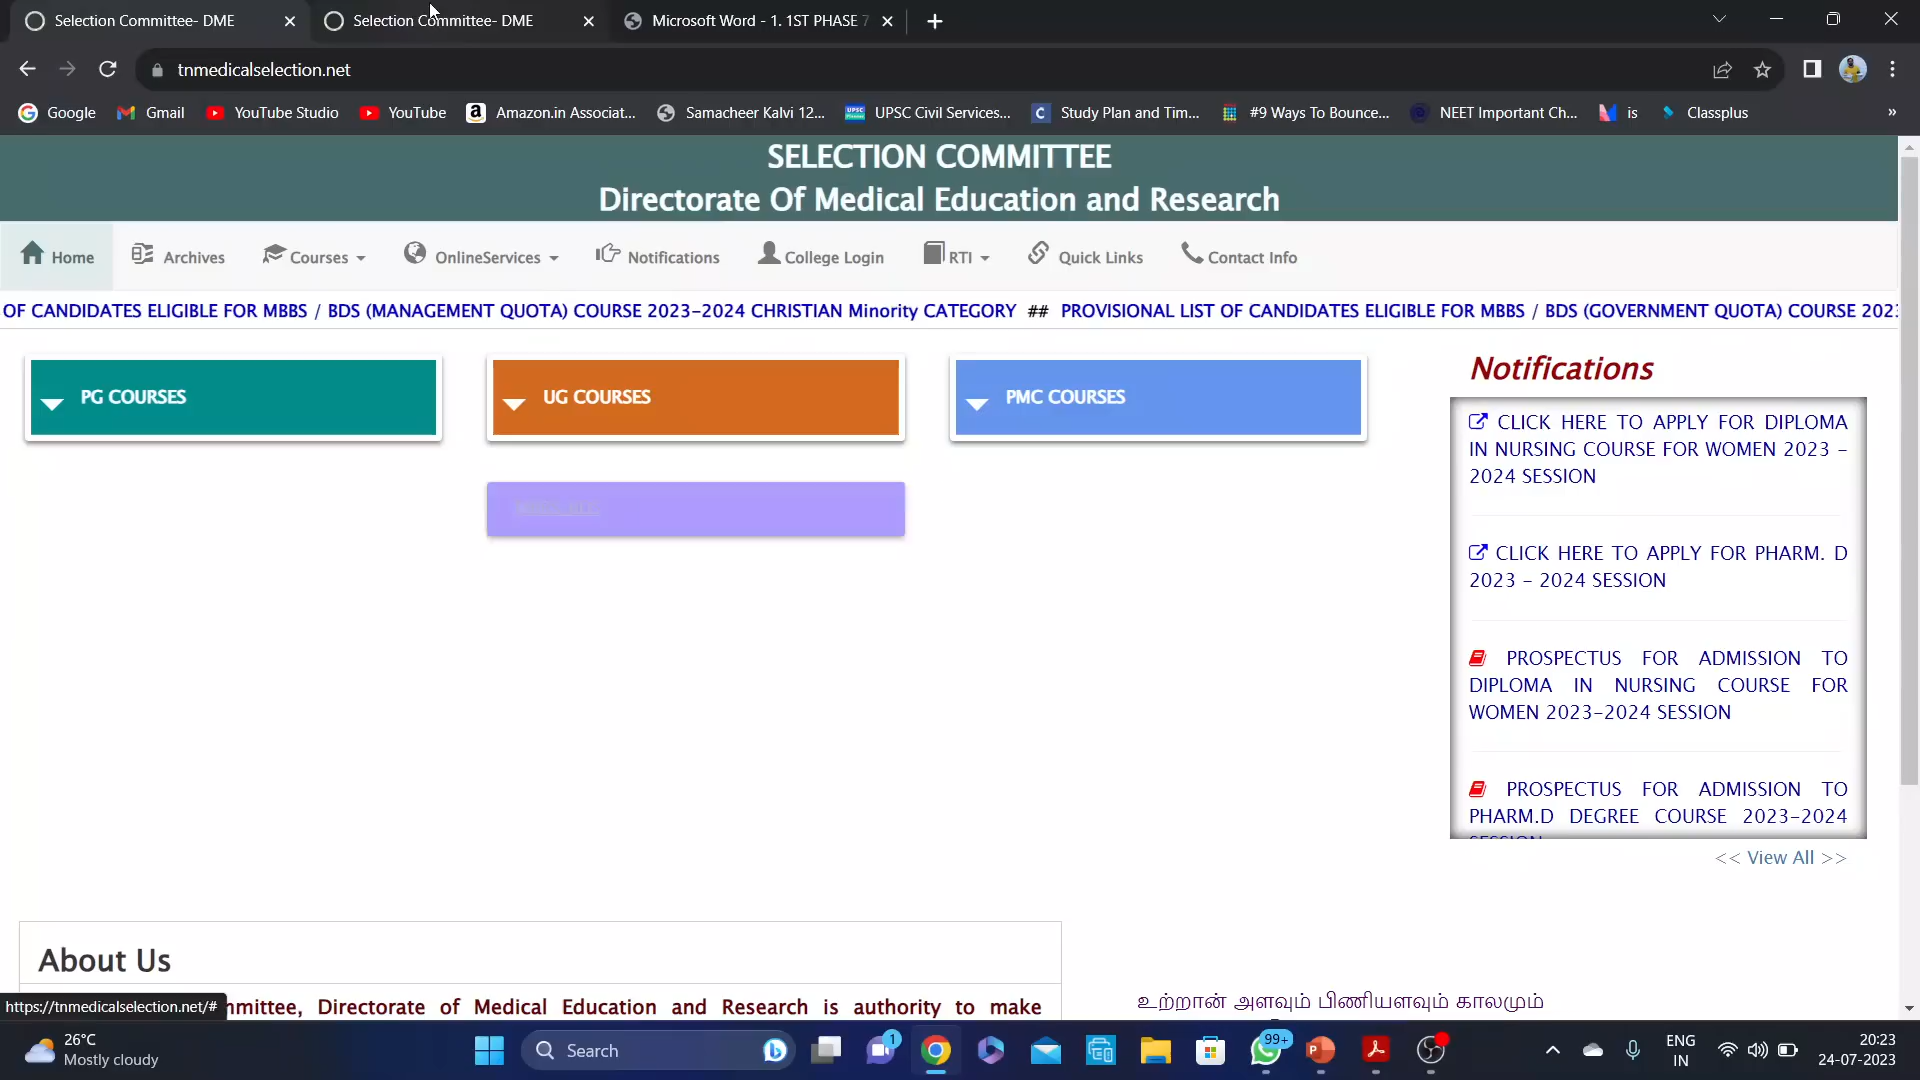 Selection Committee- DME
Selection Committee- DME
Microsoft Word - 1. 1ST PHASE 7
tnmedicalselection.net
Google
Gmail
YouTube Studio
YouTube
Amazon.in Associat...
Samacheer Kalvi 12...
UPSC Civil Services...
Study Plan and Tim...
#9 Ways To Bounce...
NEET Important Ch...
is
Classplus
»
SELECTION COMMITTEE
Directorate Of Medical Education and Research
Home
Archives
Courses
OnlineServices
Notifications
College Login
RTI
Quick Links
Contact Info
OF CANDIDATES ELIGIBLE FOR MBBS / BDS (MANAGEMENT QUOTA) COURSE 2023-2024 CHRISTIAN Minority CATEGORY ## PROVISIONAL LIST OF CANDIDATES ELIGIBLE FOR MBBS / BDS (GOVERNMENT QUOTA) COURSE 202
PG COURSES
UG COURSES
PMC COURSES
Notifications
CLICK HERE TO APPLY FOR DIPLOMA
IN NURSING COURSE FOR WOMEN 2023 -
2024 SESSION
CLICK HERE TO APPLY FOR PHARM. D
2023 - 2024 SESSION
PROSPECTUS FOR ADMISSION TO
DIPLOMA IN NURSING COURSE FOR
WOMEN 2023-2024 SESSION
PROSPECTUS FOR ADMISSION TO
PHARM.D DEGREE COURSE 2023-2024
SESSION
<< View All >>
About Us
https://tnmedicalselection.net/#
mmittee, Directorate of Medical Education and Research is authority to make
உற்றான் அளவும் பிணியளவும் காலமும்
26°C
Mostly cloudy
Search
1
99+
ENG
IN
20:23
24-07-2023